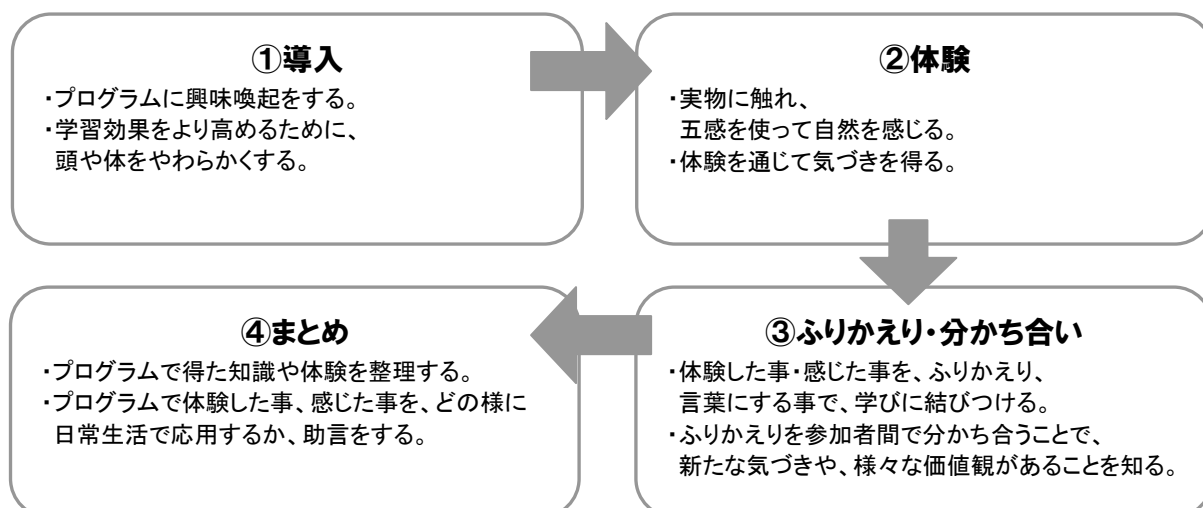 ①導入
・プログラムに興味喚起をする。
・学習効果をより高めるために、
頭や体をやわらかくする。
②体験
・実物に触れ、
五感を使って自然を感じる。
・体験を通じて気づきを得る。
③ふりかえり・分かち合い
・体験した事・感じた事を、ふりかえり、
言葉にする事で、学びに結びつける。
・ふりかえりを参加者間で分かち合うことで、
新たな気づきや、様々な価値観があることを知る。
④まとめ
・プログラムで得た知識や体験を整理する。
・プログラムで体験した事、感じた事を、どの様に
日常生活で応用するか、助言をする。